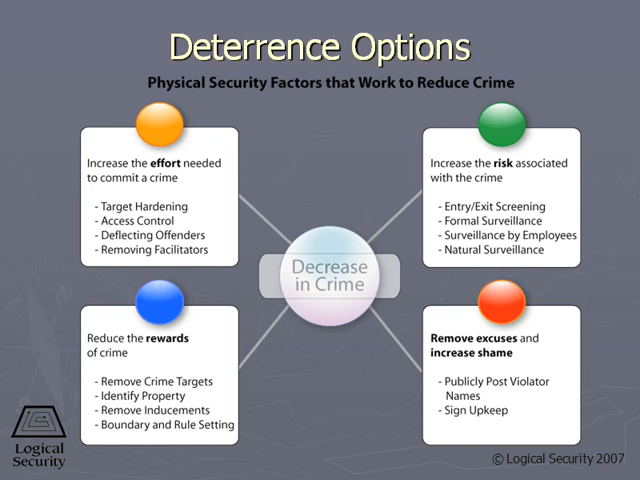 Deterrence Options
Physical Security Factors that Work to Reduce Crime
Increase the effort needed
to commit a crime
- Target Hardening
- Access Control
- Deflecting Offenders
- Removing Facilitators
Increase the risk associated
with the crime
- Entry/Exit Screening
- Formal Surveillance
- Surveillance by Employees
- Natural Surveillance
Decrease
in Crime
Reduce the rewards
of crime
- Remove Crime Targets
- Identify Property
- Remove Inducements
- Boundary and Rule Setting
Remove excuses and
increase shame
- Publicly Post Violator
Names
- Sign Upkeep
Logical
Security
© Logical Security 2007